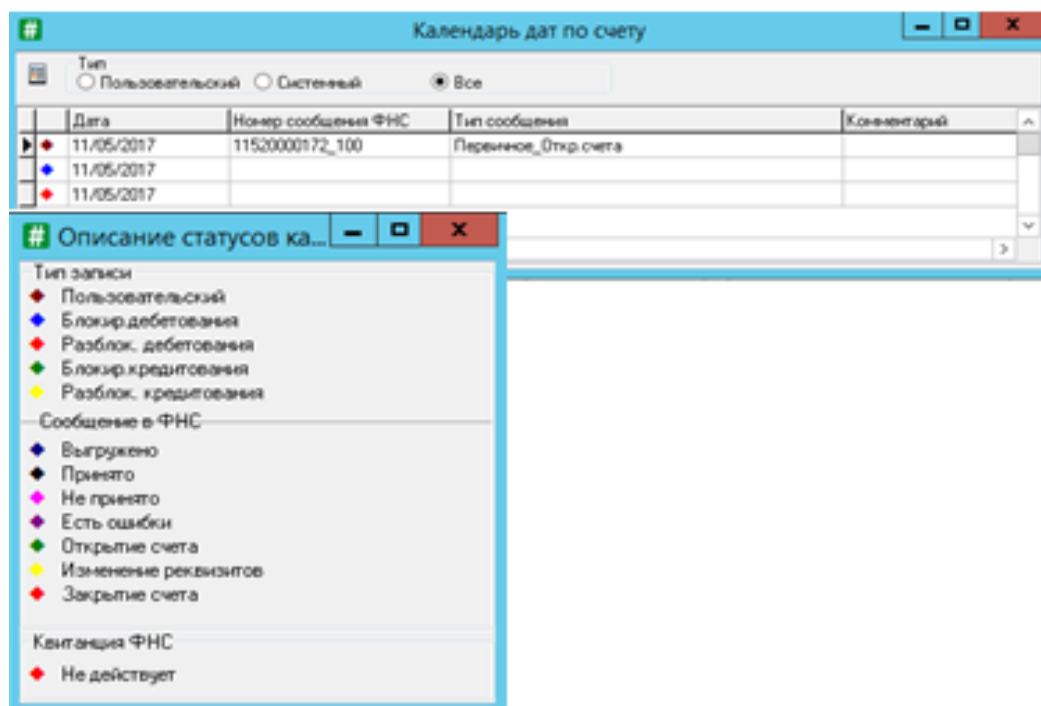 Календарь дат по счету
Тип
Пользовательский Системный Все
Дата Номер сообщения ФНС Тип сообщения Комментарий
11/05/2017 11520000172_100 Первичное_Откр.счета
11/05/2017
11/05/2017
Описание статусов ка...
Тип записи
Пользовательский
Блокир.дебетования
Разблок. дебетования
Блокир.кредитования
Разблок. кредитования
Сообщение в ФНС
Выгружено
Принято
Не принято
Есть ошибки
Открытие счета
Изменение реквизитов
Закрытие счета
Квитанция ФНС
Не действует